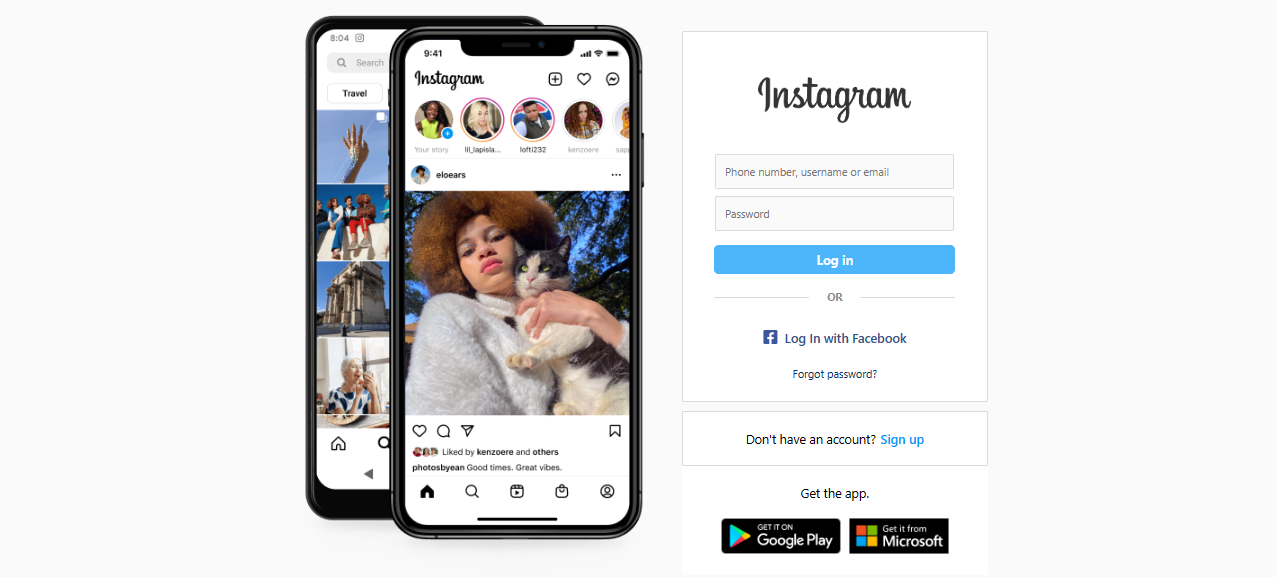 8:04
Search
Travel
9:41
Instagram
Your story
lil_lapisla...
lofti232
kenzoere
eloears
Liked by kenzoere and others
photosbyean Good times. Great vibes.
Instagram
Phone number, username or email
Password
Log in
OR
Log In with Facebook
Forgot password?
Don't have an account? Sign up
Get the app.
GET IT ON
Google Play
Get it from
Microsoft